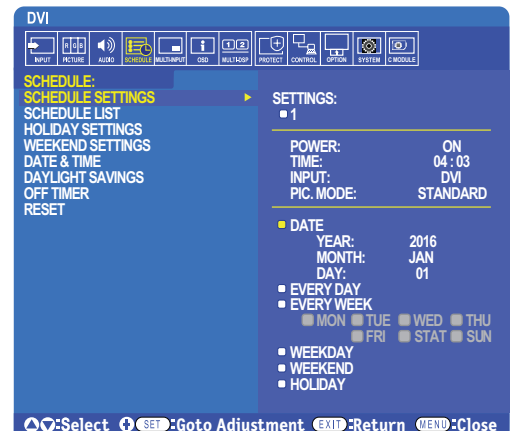 DVI
INPUT PICTURE AUDIO SCHEDULE MULTI-INPUT OSD MULTI-DSP PROTECT CONTROL OPTION SYSTEM C MODULE
RGB
1 2
SCHEDULE:
SCHEDULE SETTINGS
SCHEDULE LIST
HOLIDAY SETTINGS
WEEKEND SETTINGS
DATE & TIME
DAYLIGHT SAVINGS
OFF TIMER
RESET
SETTINGS:
1
POWER: ON
TIME: 04 : 03
INPUT: DVI
PIC. MODE: STANDARD
DATE
YEAR: 2016
MONTH: JAN
DAY: 01
EVERY DAY
EVERY WEEK
MON TUE WED THU
FRI STAT SUN
WEEKDAY
WEEKEND
HOLIDAY
:Select SET:Goto Adjustment EXIT:Return MENU:Close